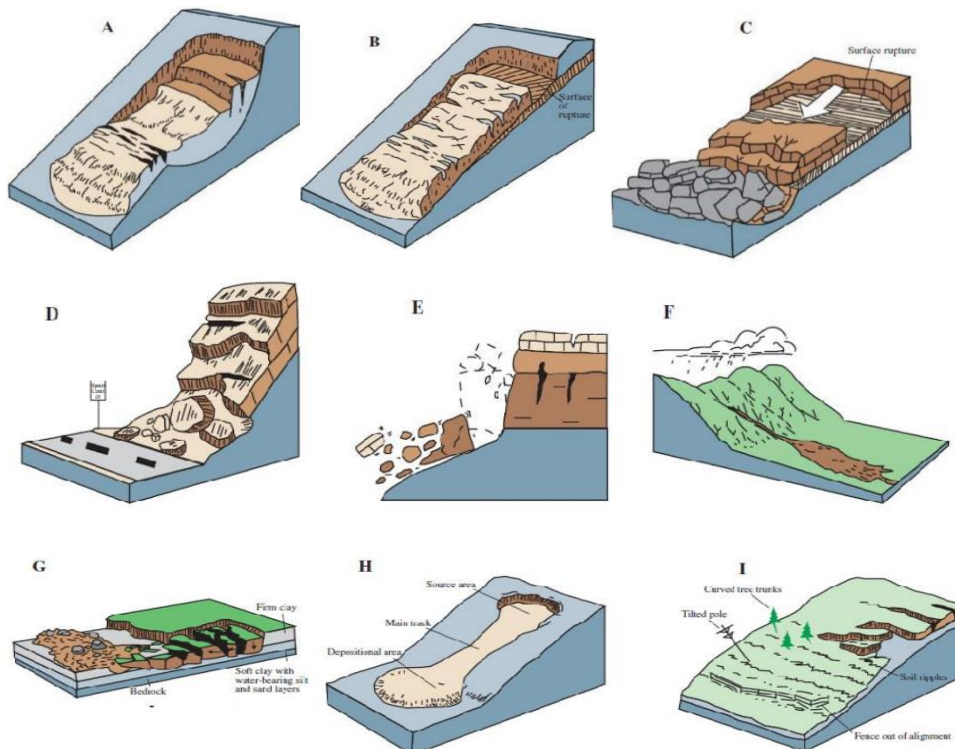 A
B
C
Surface rupture
Surface
of
rupture
Toe
D
E
F
G
Firm clay
Soft clay with
water-bearing silt
and sand layers
Bedrock
H
Source area
Main track
Depositional area
I
Curved tree trunks
Tilted pole
Soil ripples
Fence out of alignment